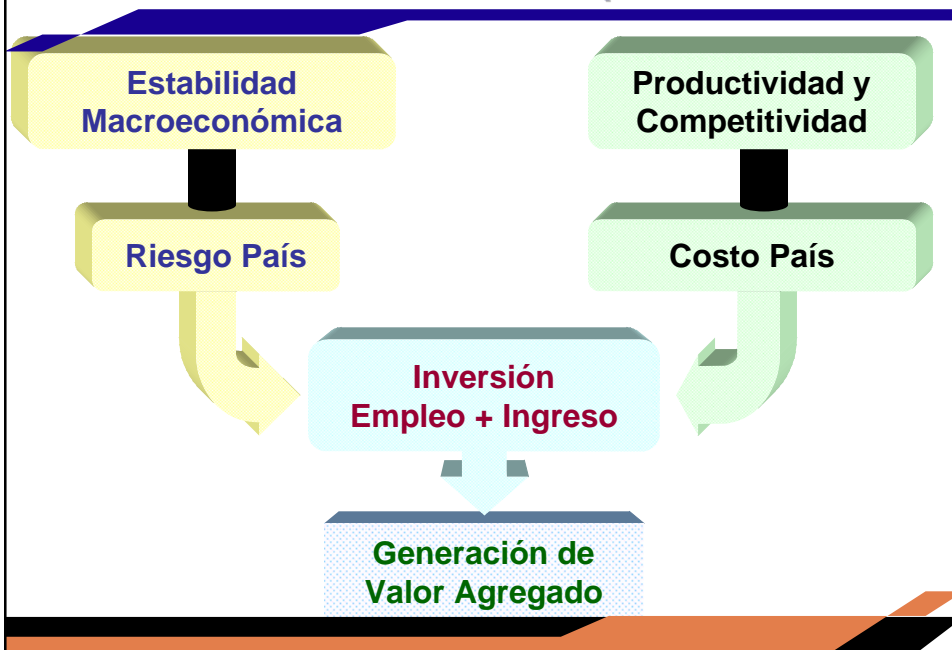 Estabilidad
Macroeconómica
Productividad y
Competitividad
Riesgo País
Costo País
Inversión
Empleo + Ingreso
Generación de
Valor Agregado